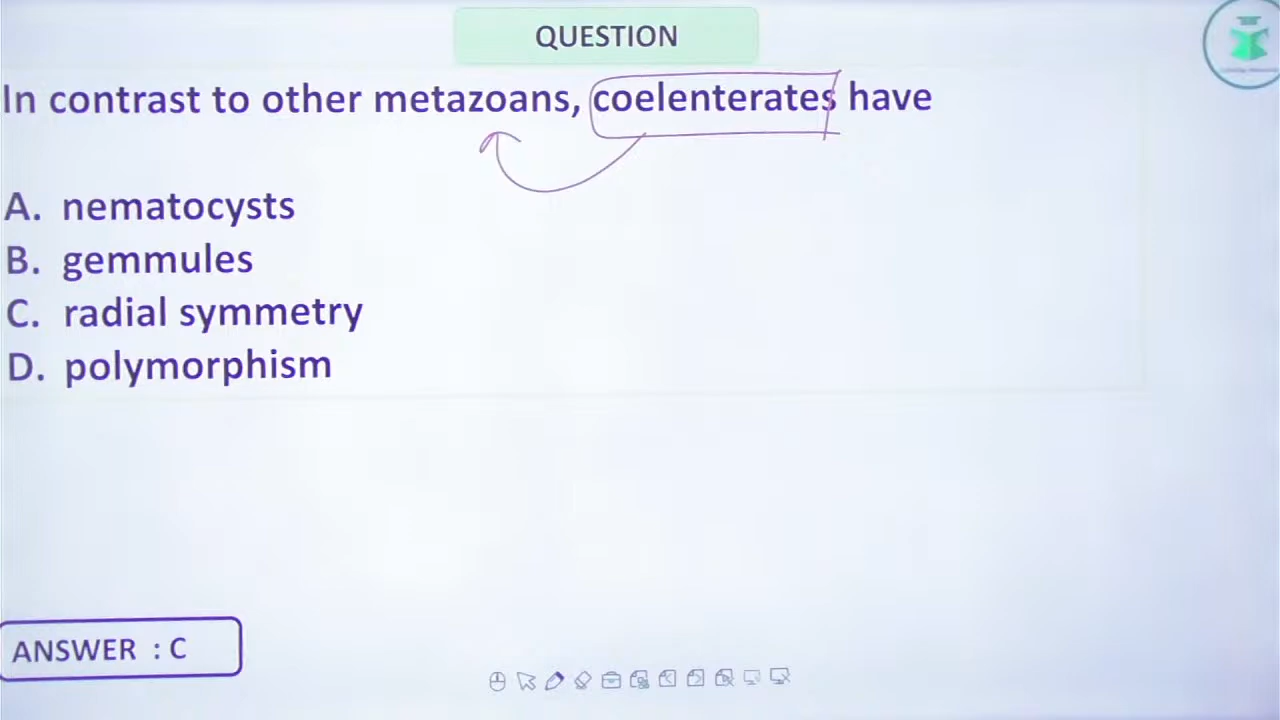 QUESTION
In contrast to other metazoans, coelenterates have
A. nematocysts
B. gemmules
C. radial symmetry
D. polymorphism
ANSWER : C